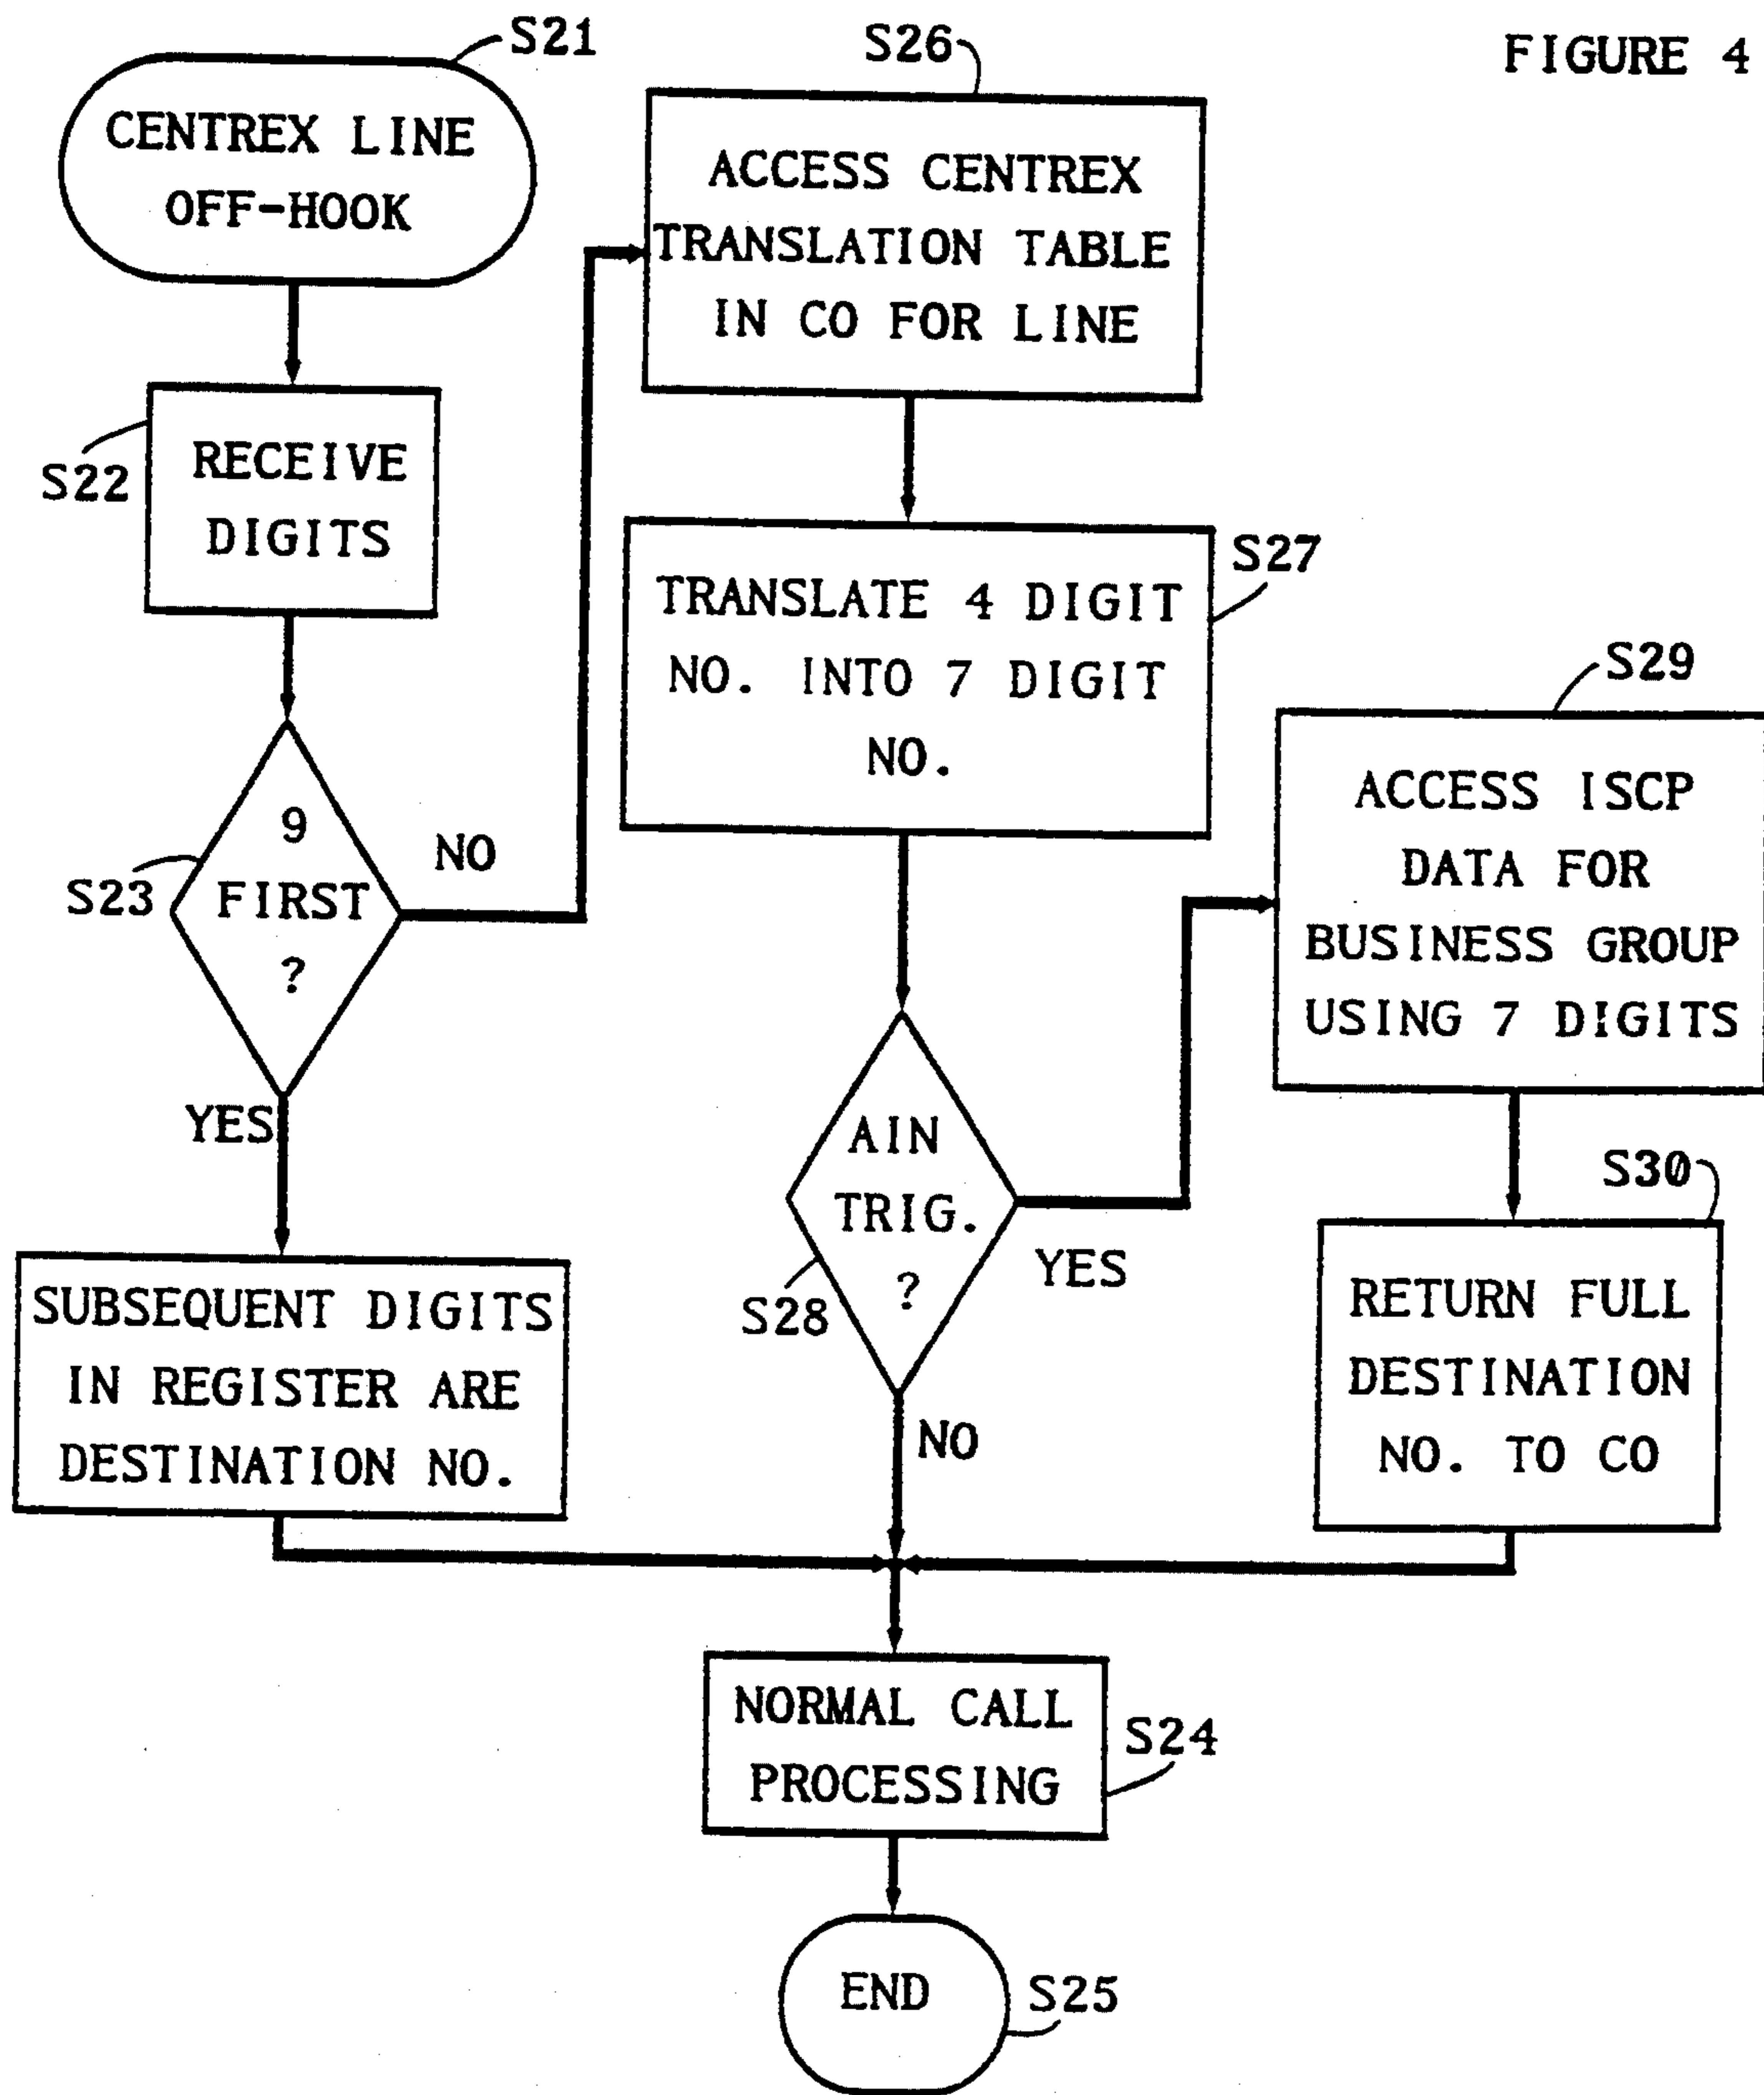 FIGURE 4
S21
CENTREX LINE
OFF-HOOK
S22
RECEIVE
DIGITS
S23
9
FIRST
?
NO
YES
SUBSEQUENT DIGITS
IN REGISTER ARE
DESTINATION NO.
S26
ACCESS CENTREX
TRANSLATION TABLE
IN CO FOR LINE
S27
TRANSLATE 4 DIGIT
NO. INTO 7 DIGIT
NO.
AIN
TRIG.
?
S28
YES
NO
S29
ACCESS ISCP
DATA FOR
BUSINESS GROUP
USING 7 DIGITS
S30
RETURN FULL
DESTINATION
NO. TO CO
NORMAL CALL
PROCESSING
S24
END
S25